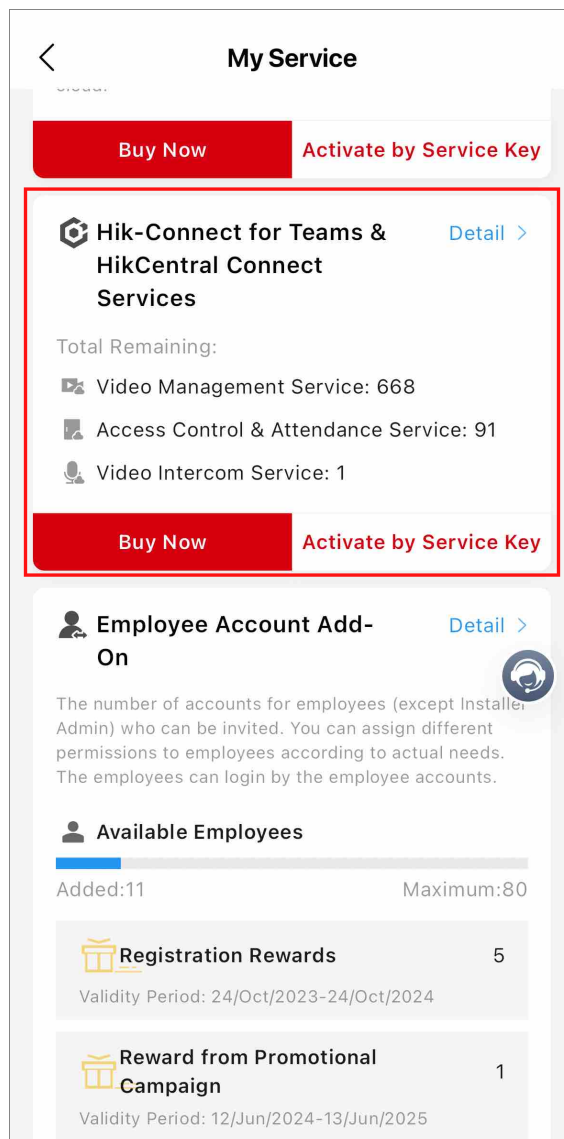 My Service
cloud.
Buy Now
Activate by Service Key
Hik-Connect for Teams &
HikCentral Connect
Services
Detail >
Total Remaining:
Video Management Service: 668
Access Control & Attendance Service: 91
Video Intercom Service: 1
Buy Now
Activate by Service Key
Employee Account Add-
On
Detail >
The number of accounts for employees (except Installer
Admin) who can be invited. You can assign different
permissions to employees according to actual needs.
The employees can login by the employee accounts.
Available Employees
Added:11
Maximum:80
Registration Rewards
5
Validity Period: 24/Oct/2023-24/Oct/2024
Reward from Promotional
Campaign
1
Validity Period: 12/Jun/2024-13/Jun/2025